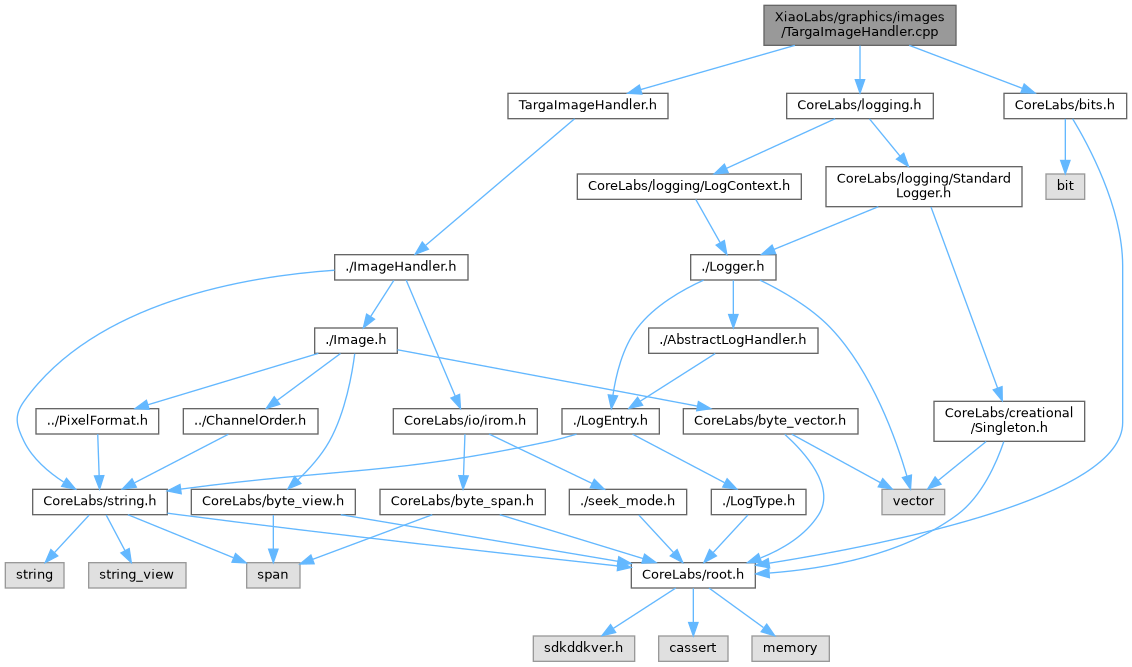 XiaoLabs/graphics/images
/TargaImageHandler.cpp
TargaImageHandler.h
CoreLabs/logging.h
CoreLabs/bits.h
CoreLabs/logging/LogContext.h
CoreLabs/logging/Standard
Logger.h
bit
./ImageHandler.h
./Logger.h
./Image.h
./AbstractLogHandler.h
../PixelFormat.h
../ChannelOrder.h
CoreLabs/io/irom.h
./LogEntry.h
CoreLabs/byte_vector.h
CoreLabs/creational
/Singleton.h
CoreLabs/string.h
CoreLabs/byte_view.h
CoreLabs/byte_span.h
./seek_mode.h
./LogType.h
vector
string
string_view
span
CoreLabs/root.h
sdkddkver.h
cassert
memory